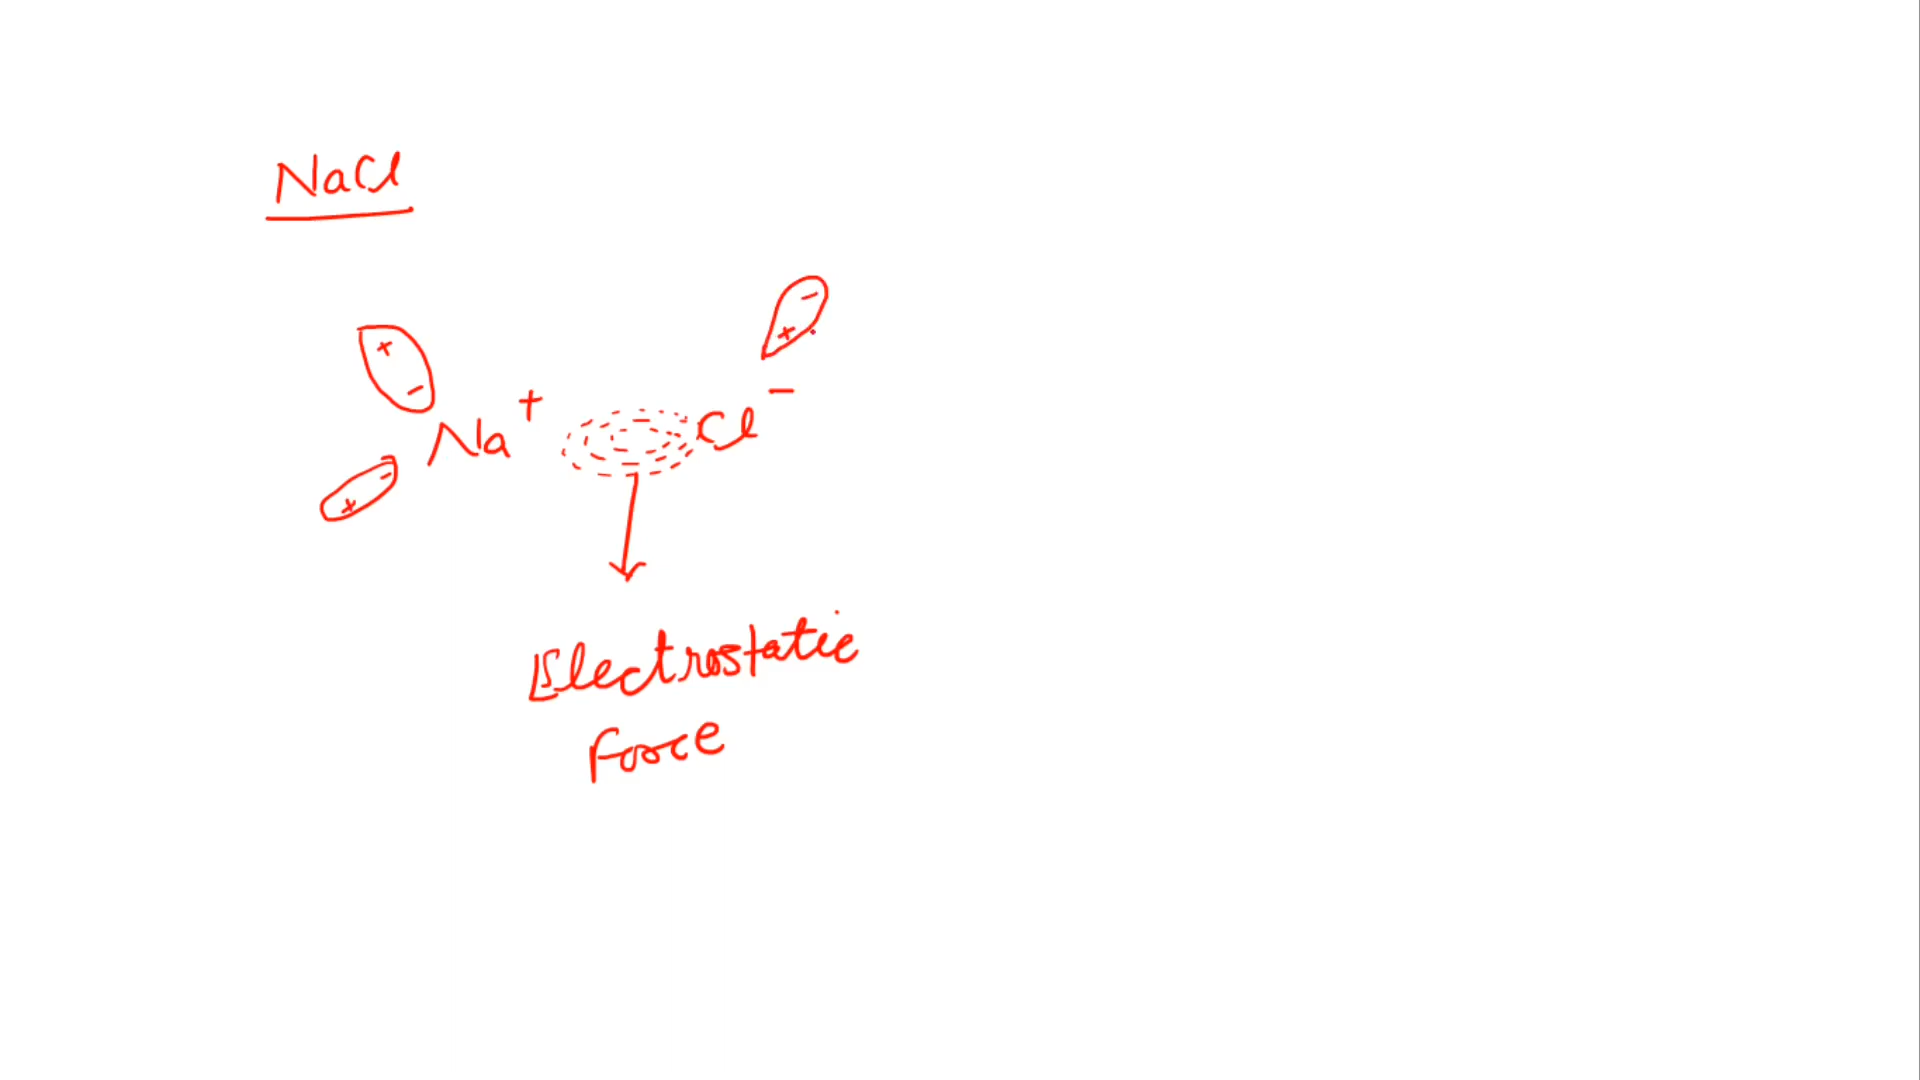 NaCl
- +
+ -
Na+ Cl-
+ -
Electrostatic
Force